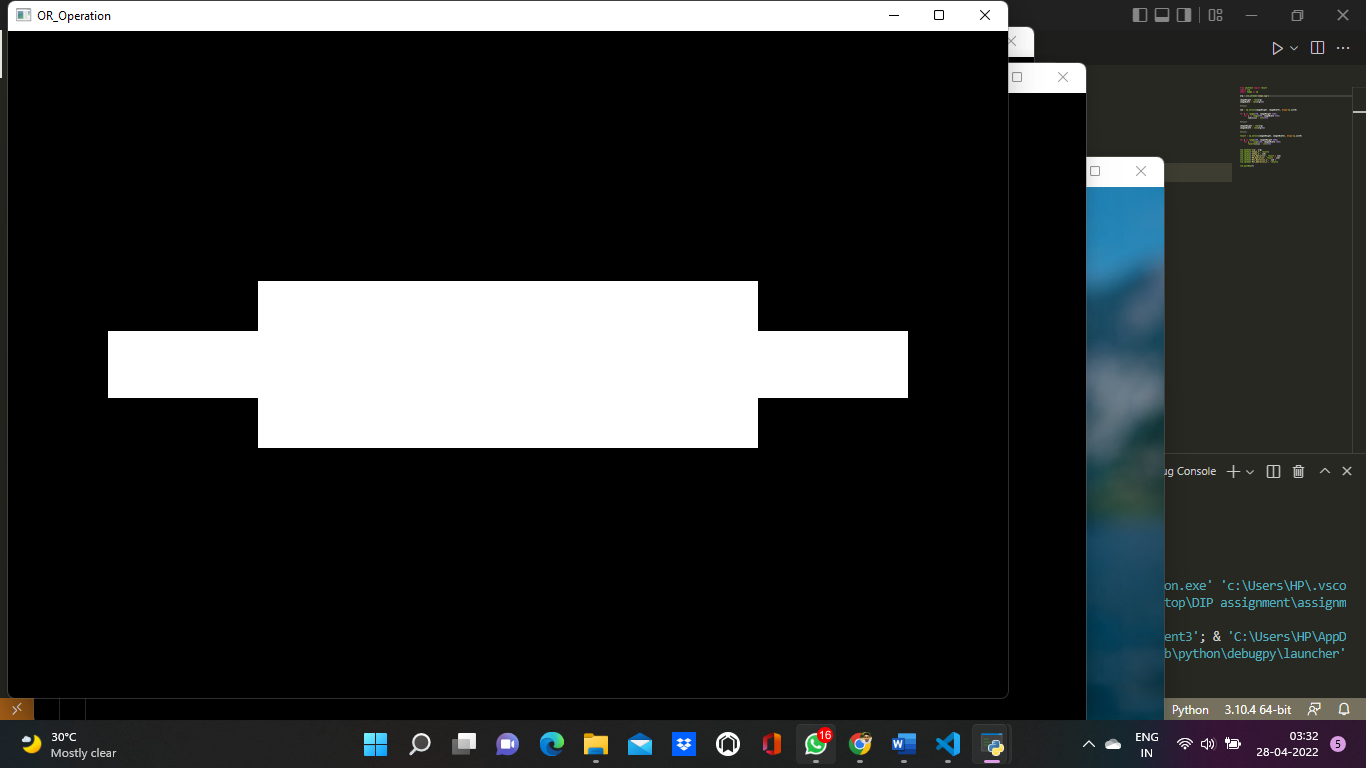 OR_Operation
ug Console
on.exe' 'c:\Users\HP\.vsco
top\DIP assignment\assignm
ent3'; & 'C:\Users\HP\AppD
b\python\debugpy\launcher'
Python 3.10.4 64-bit
30°C
Mostly clear
16
ENG
IN
03:32
28-04-2022
5